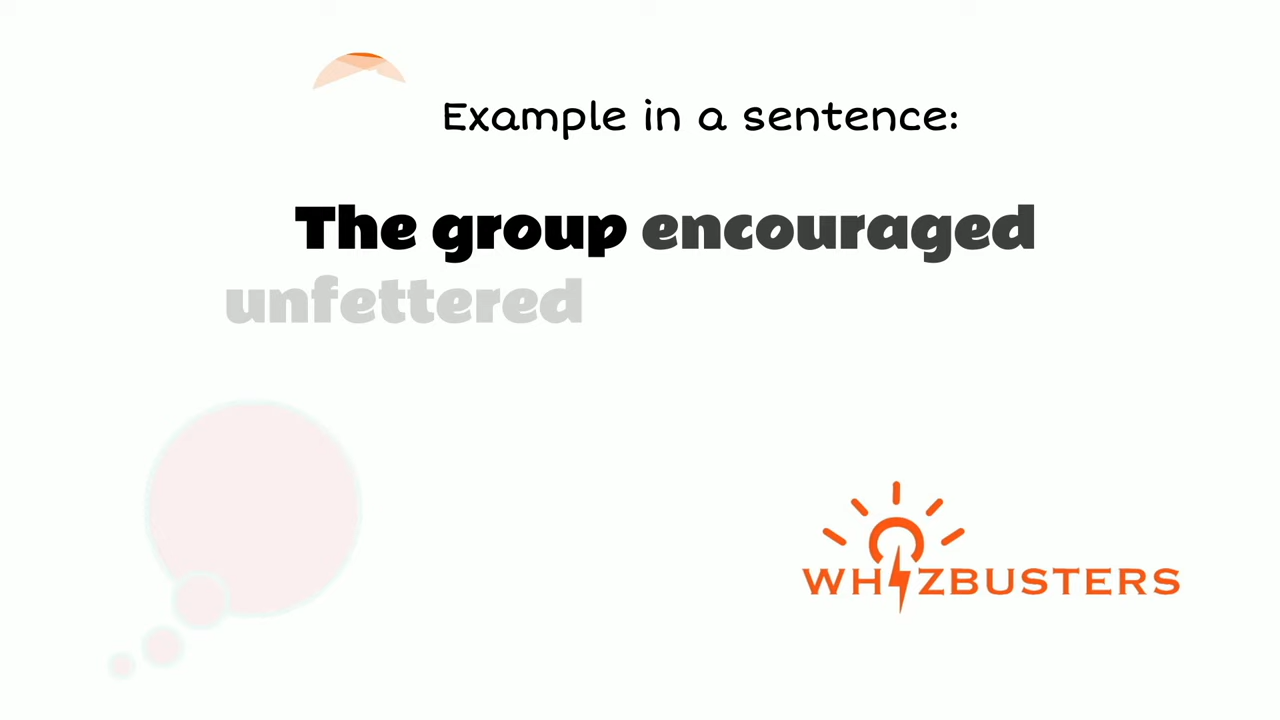 Example in a sentence:
The group encouraged
unfettered
WHIZBUSTERS